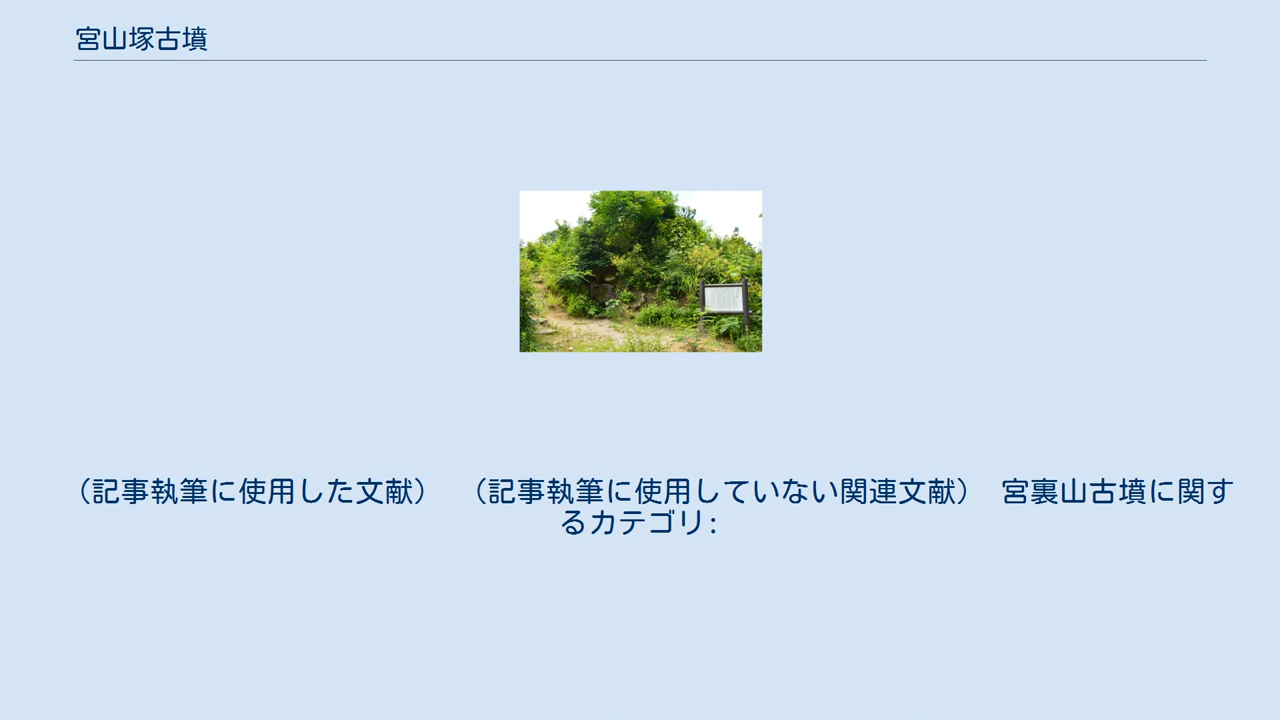 宮山塚古墳
（記事執筆に使用した文献）　（記事執筆に使用していない関連文献）　宮裏山古墳に関す
るカテゴリ: